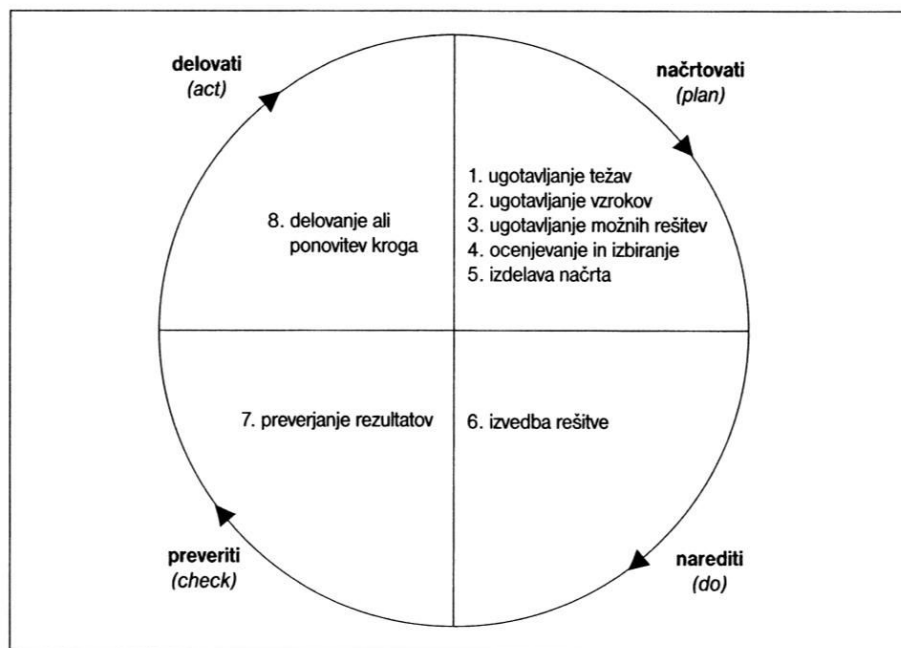 delovati
(act)
načrtovati
(plan)
1. ugotavljanje težav
2. ugotavljanje vzrokov
3. ugotavljanje možnih rešitev
4. ocenjevanje in izbiranje
5. izdelava načrta
8. delovanje ali
ponovitev kroga
7. preverjanje rezultatov
6. izvedba rešitve
preveriti
(check)
narediti
(do)